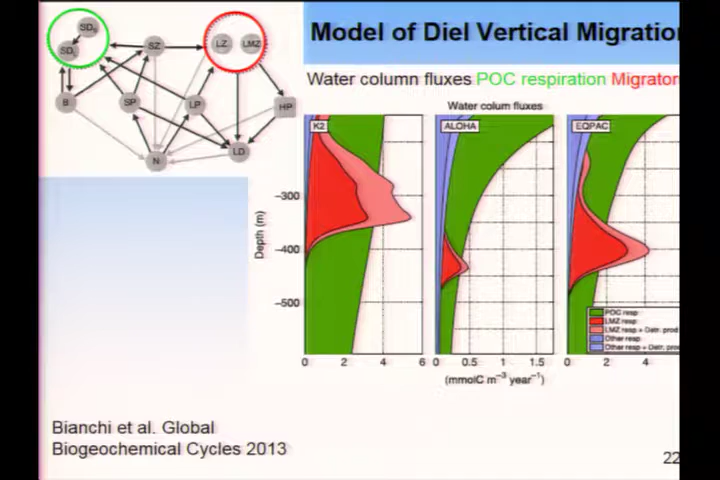 Model of Diel Vertical Migration
Water column fluxes POC respiration Migrator
SDS
SDL
SZ
LZ
LMZ
B
SP
LP
HP
N
LD
Water colum fluxes
K2
ALOHA
EQPAC
Depth (m)
−300
−400
−500
POC resp
LMZ resp
LMZ resp + Detr. prod
Other resp
Other resp + Detr. prod
0 2 4 6 0 0.5 1 1.5 0 2 4
(mmolC m−3 year−1)
Bianchi et al. Global
Biogeochemical Cycles 2013
22